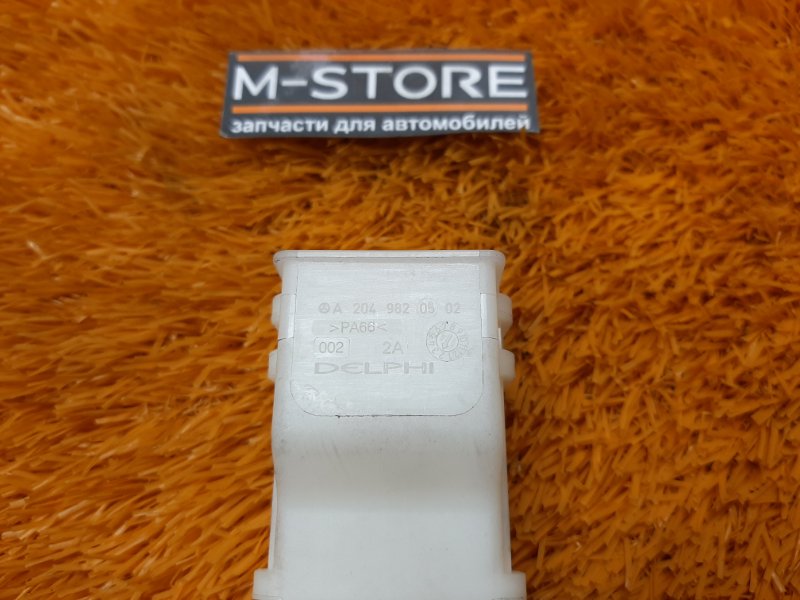 M-STORE
запчасти для автомобилей
A 204 982 05 02
>PA66<
002 2A
DELPHI